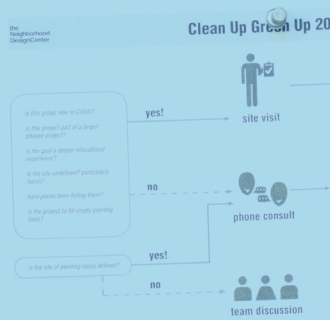 the
Neighborhood
DesignCenter
Clean Up Green Up 20
Is this group new to CUGU?
Is this project part of a larger
phased project?
Is the goal a deeper educational
experience?
Is the site undefined?
have plants been failing there?
Is the project to fill empty planting
beds?
yes!
site visit
no
phone consult
Is the site of planting areas defined?
yes!
no
team discussion